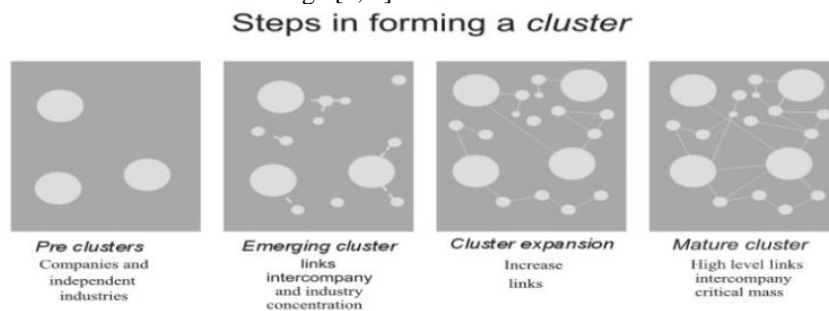 Steps in forming a cluster
Pre clusters
Companies and
independent
industries
Emerging cluster
links
intercompany
and industry
concentration
Cluster expansion
Increase
links
Mature cluster
High level links
intercompany
critical mass